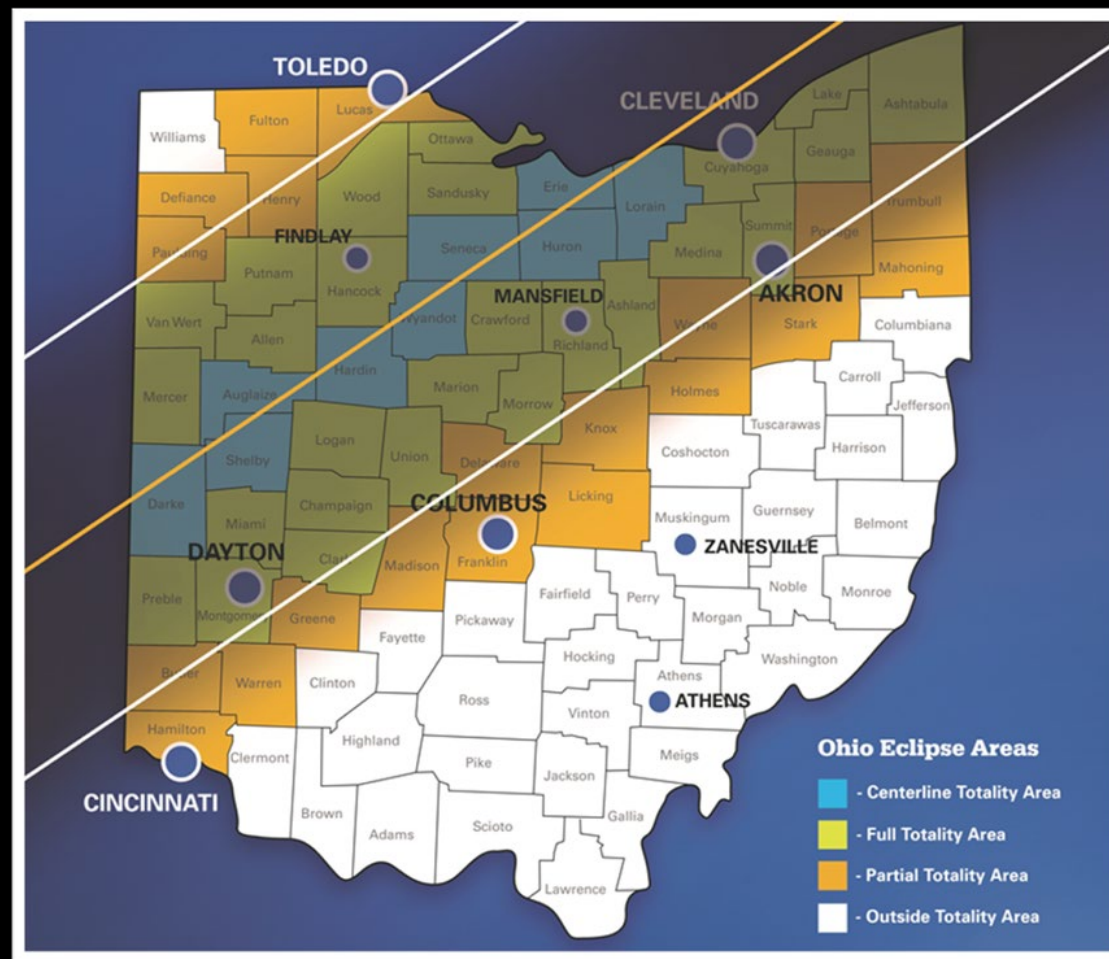 TOLEDO
CLEVELAND
Lake
Ashtabula
Geauga
Cuyahoga
Lucas
Fulton
Williams
Ottawa
Wood
Sandusky
Erie
Lorain
Defiance
Henry
Trumbull
Portage
Summit
Medina
Huron
Seneca
FINDLAY
Paulding
Putnam
Hancock
Mahoning
AKRON
MANSFIELD
Ashland
Richland
Crawford
Wyandot
Van Wert
Allen
Wayne
Stark
Columbiana
Carroll
Jefferson
Holmes
Hardin
Marion
Morrow
Mercer
Auglaize
Logan
Union
Knox
Tuscarawas
Harrison
Coshocton
Delaware
Shelby
Darke
Champaign
COLUMBUS
Licking
Muskingum
Guernsey
Belmont
ZANESVILLE
Miami
DAYTON
Clark
Madison
Franklin
Noble
Monroe
Fairfield
Perry
Morgan
Preble
Montgomery
Greene
Pickaway
Fayette
Washington
Hocking
Athens
ATHENS
Butler
Warren
Clinton
Ross
Vinton
Hamilton
Clermont
Highland
Pike
Jackson
Meigs
CINCINNATI
Brown
Adams
Scioto
Gallia
Lawrence
Ohio Eclipse Areas
- Centerline Totality Area
- Full Totality Area
- Partial Totality Area
- Outside Totality Area